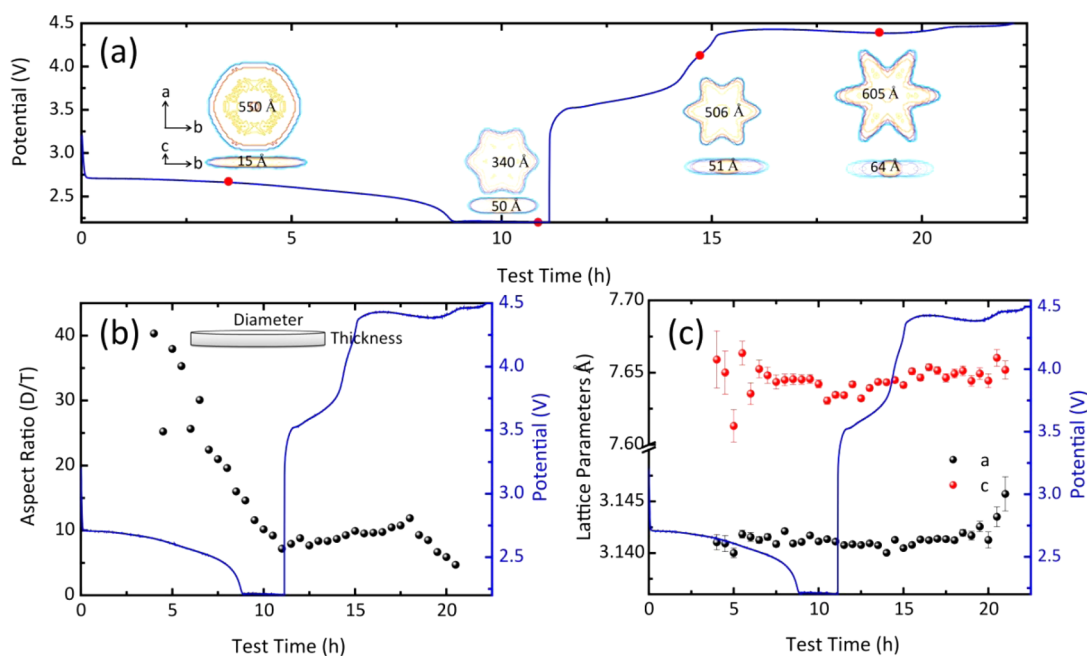 (a)
Potential (V)
4.5
4.0
3.5
3.0
2.5
a
b
c
b
550 Å
15 Å
340 Å
50 Å
506 Å
51 Å
605 Å
64 Å
0 5 10 15 20
Test Time (h)
(b)
Aspect Ratio (D/T)
40
30
20
10
0
Diameter
Thickness
4.5
4.0
3.5
3.0
2.5
Potential (V)
0 5 10 15 20
Test Time (h)
(c)
Lattice Parameters Å
7.70
7.65
7.60
3.145
3.140
a
c
4.5
4.0
3.5
3.0
2.5
Potential (V)
0 5 10 15 20
Test Time (h)